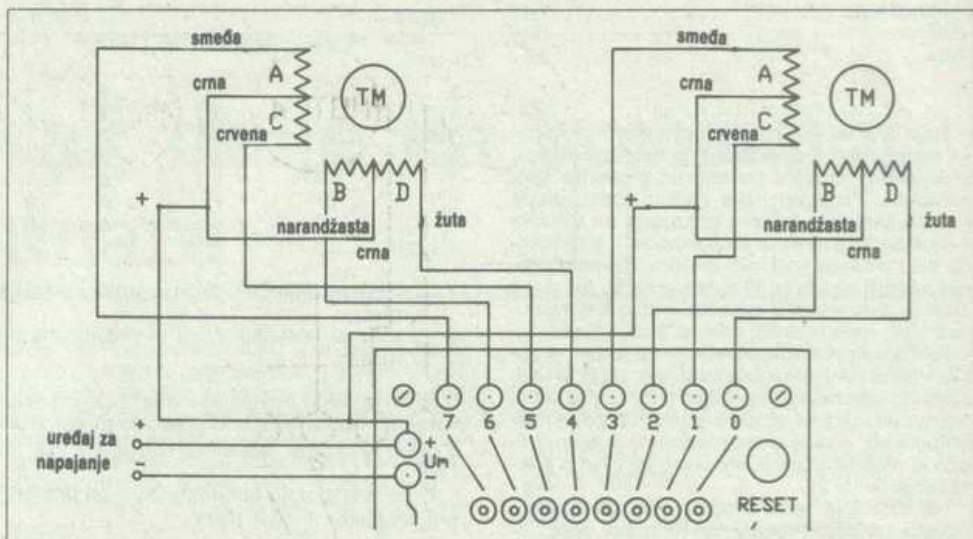 smeđa
A
crna
TM
C
crvena
B
D
+
narandžasta
crna
žuta
smeđa
A
crna
TM
C
crvena
B
D
+
narandžasta
crna
žuta
7 6 5 4 3 2 1 0
+
uređaj za
napajanje
-
+
Um
-
RESET